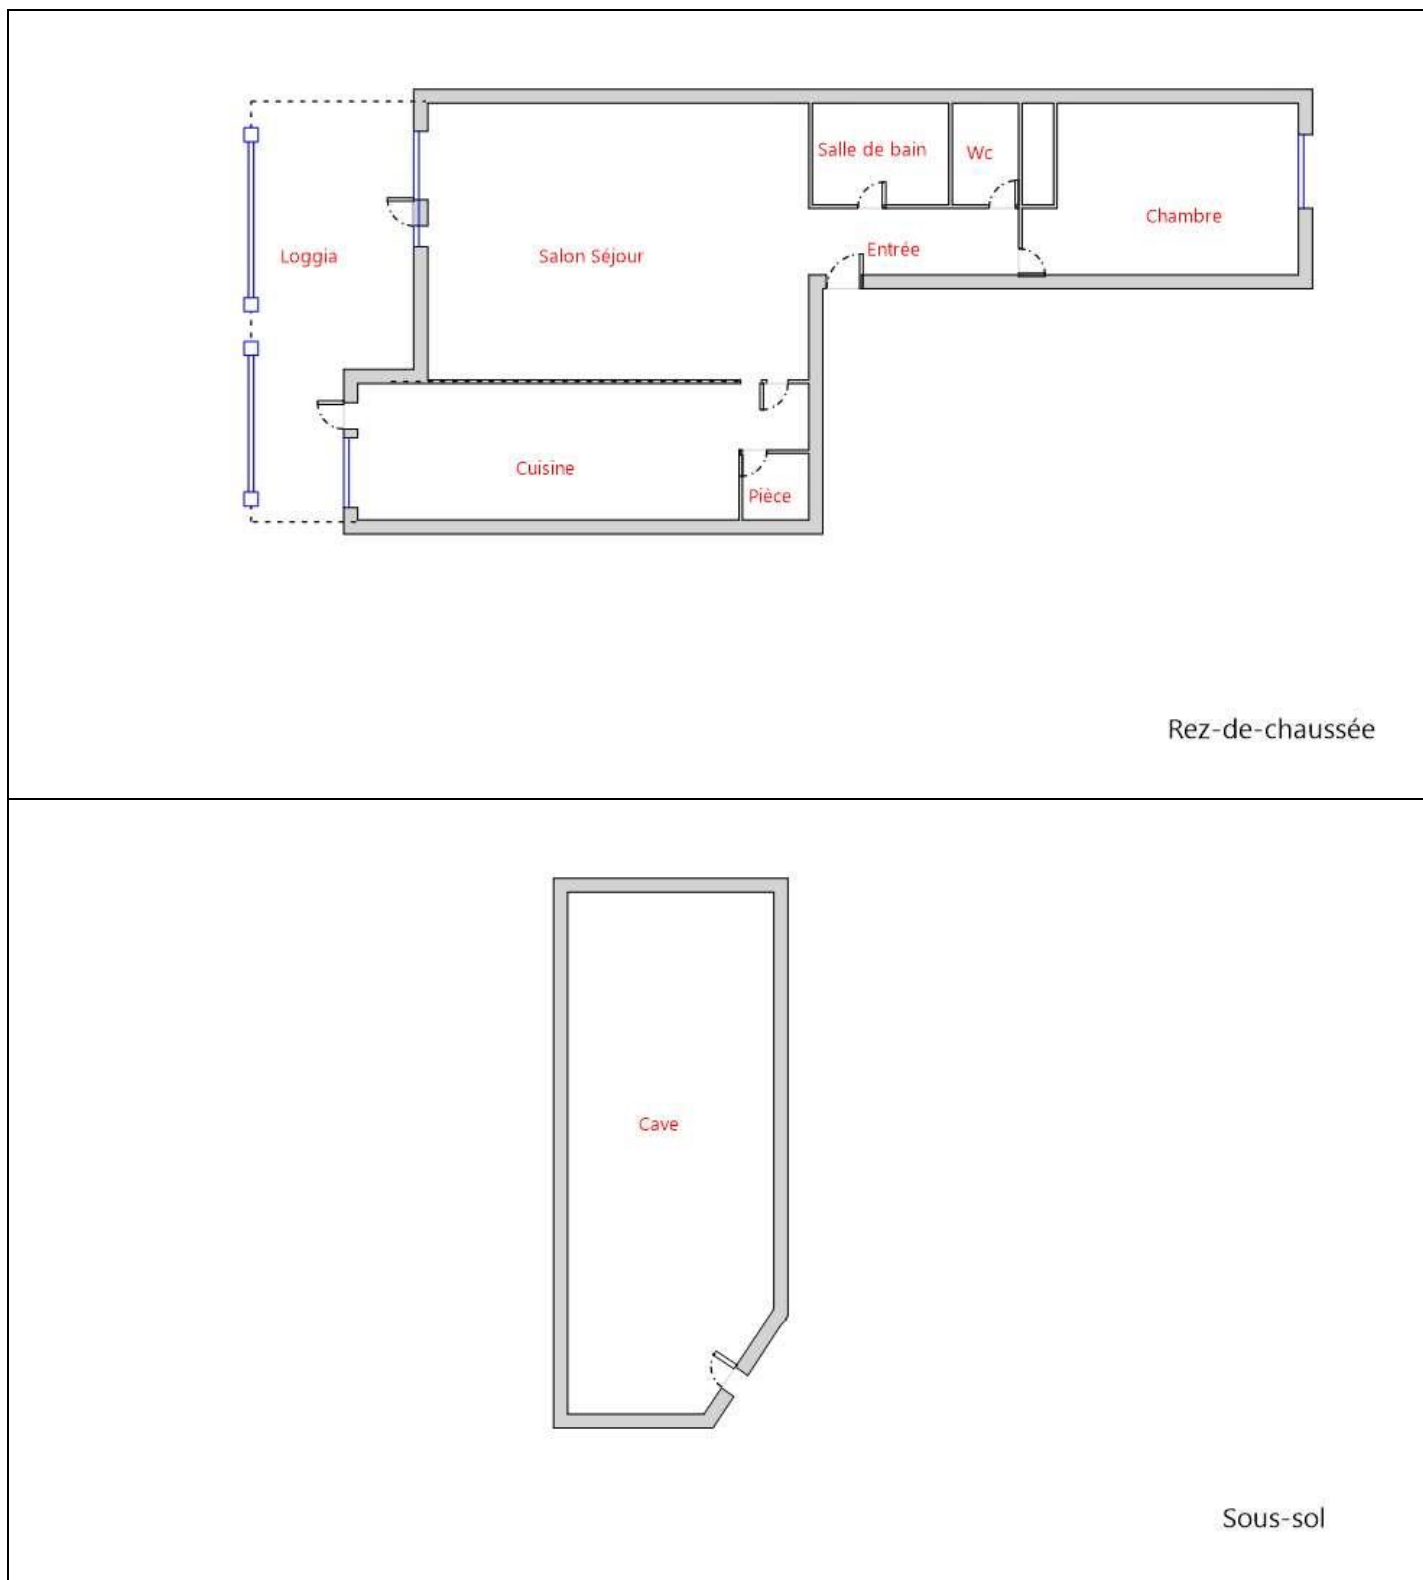 Salle de bain
Wc
Chambre
Entrée
Loggia
Salon Séjour
Cuisine
Pièce
Rez-de-chaussée
Cave
Sous-sol